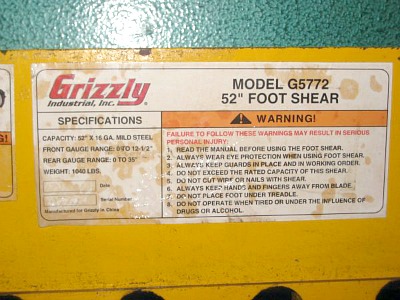 Grizzly
Industrial, Inc.
MODEL G5772
52" FOOT SHEAR
SPECIFICATIONS
CAPACITY: 52" X 16 GA. MILD STEEL
FRONT GAUGE RANGE: 0 TO 12-1/2"
REAR GAUGE RANGE: 0 TO 35"
WEIGHT: 1040 LBS.
Date
Serial Number
Manufactured for Grizzly in China
WARNING!
FAILURE TO FOLLOW THESE WARNINGS MAY RESULT IN SERIOUS
PERSONAL INJURY:
1. READ THE MANUAL BEFORE USING THE FOOT SHEAR.
2. ALWAYS WEAR EYE PROTECTION WHEN USING FOOT SHEAR.
3. ALWAYS KEEP GUARDS IN PLACE AND IN WORKING ORDER.
4. DO NOT EXCEED THE RATED CAPACITY OF THIS SHEAR.
5. DO NOT CUT WIRE OR NAILS WITH SHEAR.
6. ALWAYS KEEP HANDS AND FINGERS AWAY FROM BLADE.
7. DO NOT PLACE FOOT UNDER TREADLE.
8. DO NOT OPERATE WHEN TIRED OR UNDER THE INFLUENCE OF
DRUGS OR ALCOHOL.